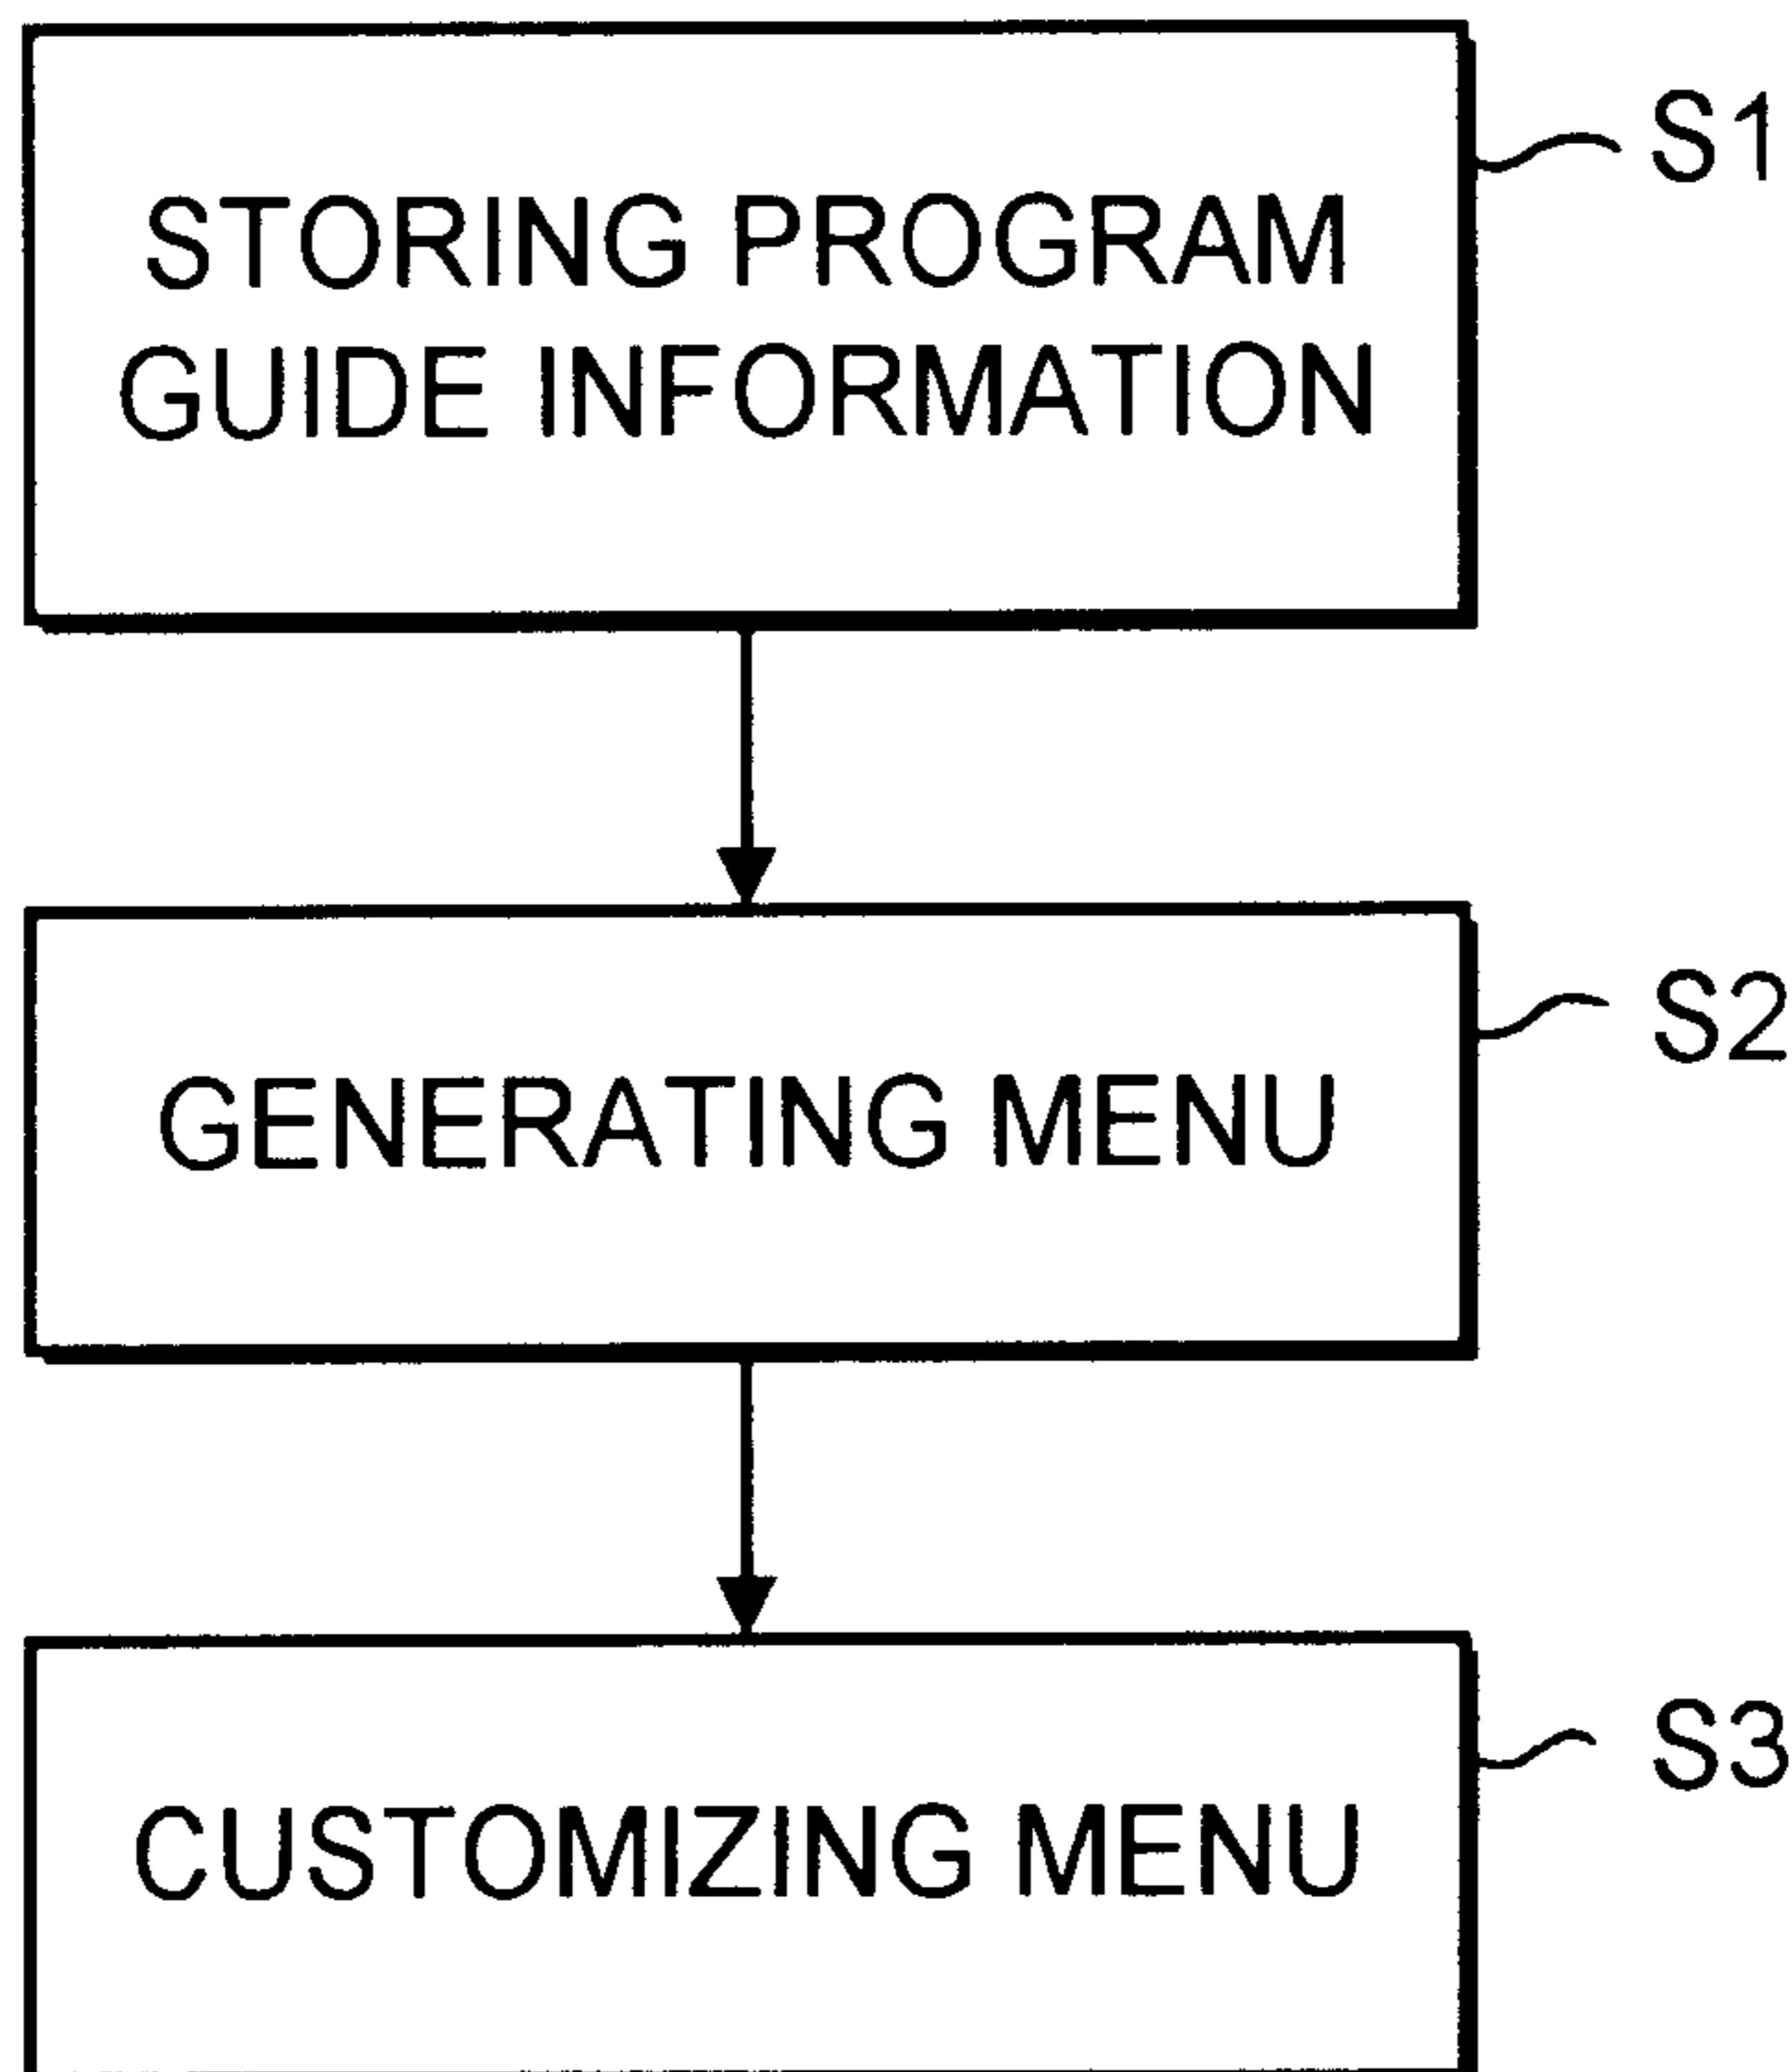 STORING PROGRAM
GUIDE INFORMATION
S1
GENERATING MENU
S2
CUSTOMIZING MENU
S3